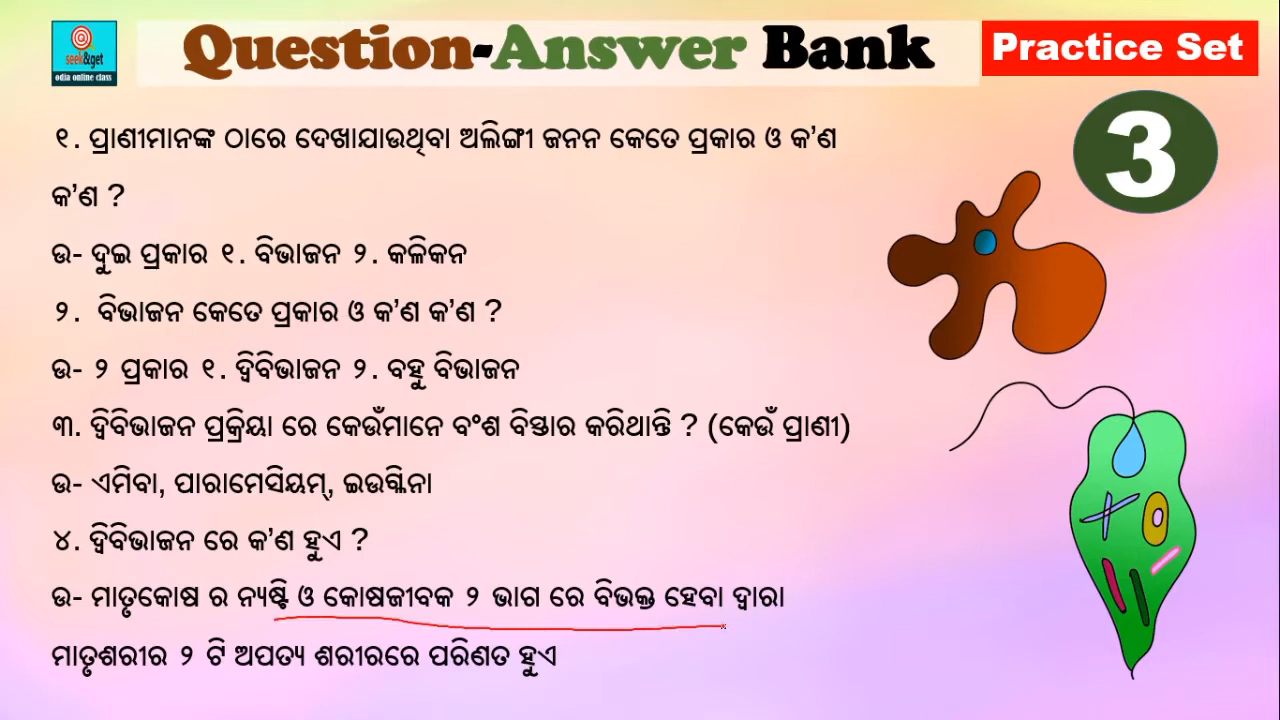 seek&get
odia online class
Question-Answer Bank
Practice Set
3
୧. ପ୍ରାଣୀମାନଙ୍କ ଠାରେ ଦେଖାଯାଉଥିବା ଅଲିଙ୍ଗୀ ଜନନ କେତେ ପ୍ରକାର ଓ କ'ଣ
କ'ଣ ?
ଉ- ଦୁଇ ପ୍ରକାର ୧. ବିଭାଜନ ୨. କଳିକନ
୨. ବିଭାଜନ କେତେ ପ୍ରକାର ଓ କ'ଣ କ'ଣ ?
ଉ- ୨ ପ୍ରକାର ୧. ଦ୍ୱିବିଭାଜନ ୨. ବହୁ ବିଭାଜନ
୩. ଦ୍ୱିବିଭାଜନ ପ୍ରକ୍ରିୟା ରେ କେଉଁମାନେ ବଂଶ ବିସ୍ତାର କରିଥାନ୍ତି ? (କେଉଁ ପ୍ରାଣୀ)
ଉ- ଏମିବା, ପାରାମେସିୟମ୍, ଇଉଗ୍ଲିନା
୪. ଦ୍ୱିବିଭାଜନ ରେ କ'ଣ ହୁଏ ?
ଉ- ମାତୃକୋଷ ର ନ୍ୟଷ୍ଟି ଓ କୋଷଜୀବକ ୨ ଭାଗ ରେ ବିଭକ୍ତ ହେବା ଦ୍ୱାରା
ମାତୃଶରୀର ୨ ଟି ଅପତ୍ୟ ଶରୀରରେ ପରିଣତ ହୁଏ